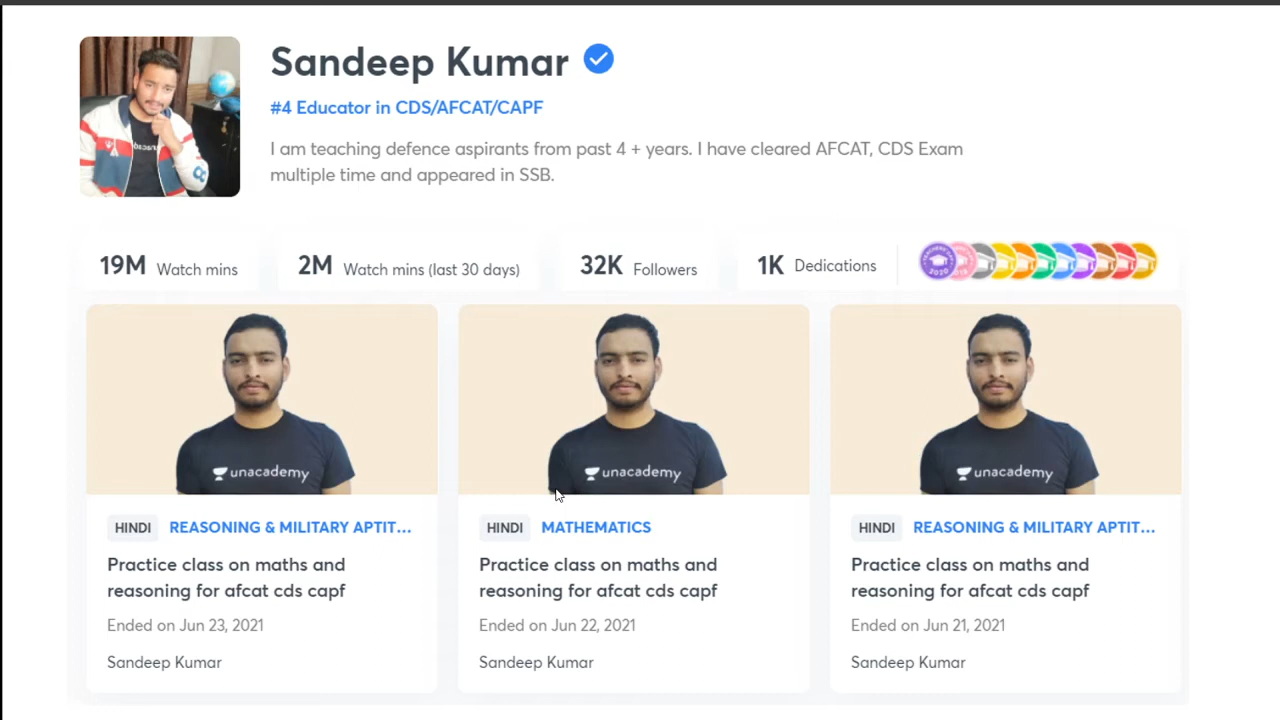 Sandeep Kumar
#4 Educator in CDS/AFCAT/CAPF
I am teaching defence aspirants from past 4 + years. I have cleared AFCAT, CDS Exam
multiple time and appeared in SSB.
19M Watch mins
2M Watch mins (last 30 days)
32K Followers
1K Dedications
2020
unacademy
unacademy
unacademy
HINDI REASONING & MILITARY APTIT...
Practice class on maths and
reasoning for afcat cds capf
Ended on Jun 23, 2021
Sandeep Kumar
HINDI MATHEMATICS
Practice class on maths and
reasoning for afcat cds capf
Ended on Jun 22, 2021
Sandeep Kumar
HINDI REASONING & MILITARY APTIT...
Practice class on maths and
reasoning for afcat cds capf
Ended on Jun 21, 2021
Sandeep Kumar